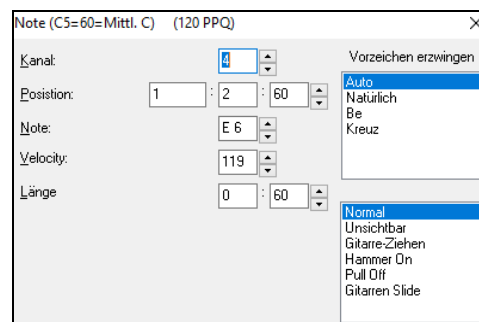 Note (C5=60=Mittl. C) (120 PPQ)
Kanal: 4
Vorzeichen erzwingen
Posistion: 1 : 2 : 60
Auto
Natürlich
Be
Kreuz
Note: E 6
Velocity: 119
Länge 0 : 60
Normal
Unsichtbar
Gitarre-Ziehen
Hammer On
Pull Off
Gitarren Slide